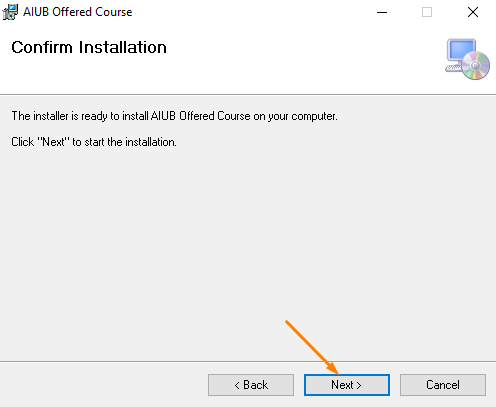 AIUB Offered Course
Confirm Installation
The installer is ready to install AIUB Offered Course on your computer.
Click "Next" to start the installation.
< Back
Next >
Cancel